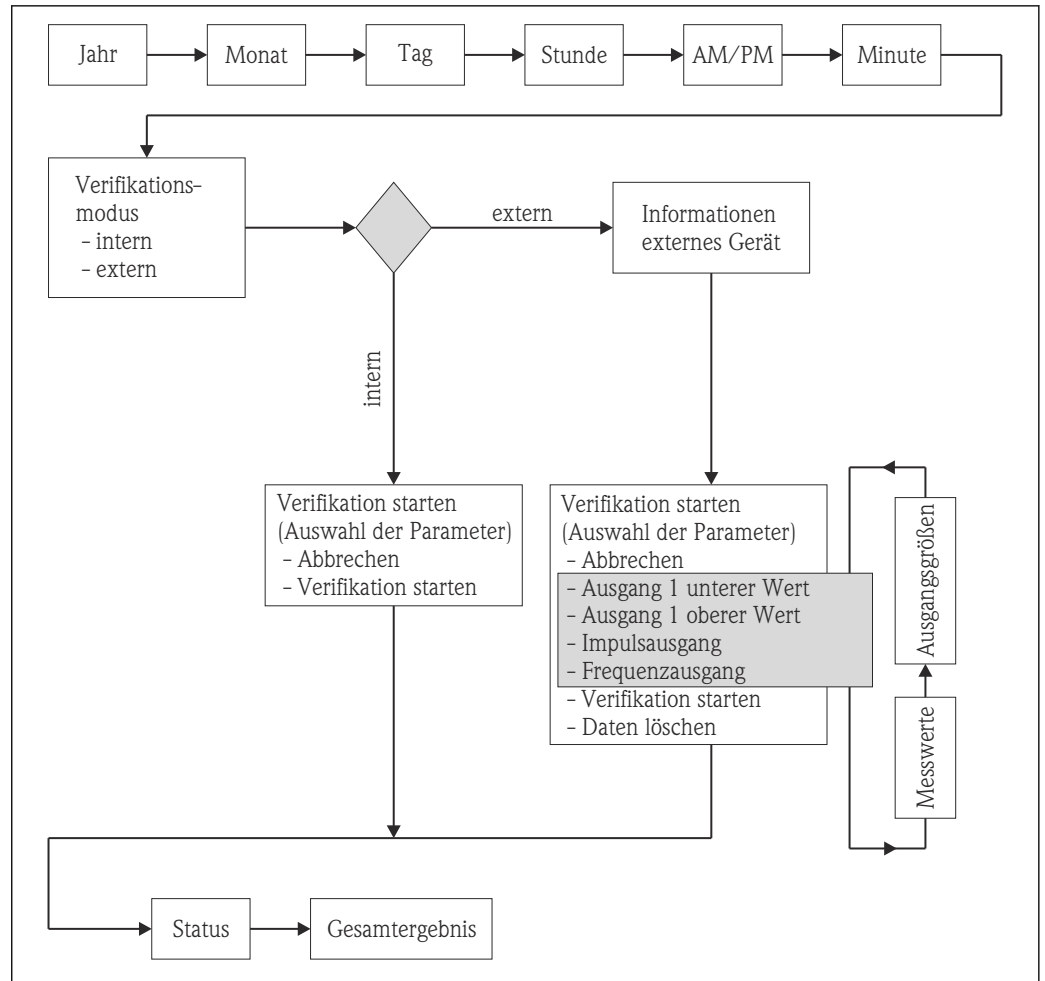 Jahr
Monat
Tag
Stunde
AM/PM
Minute
Verifikations-
modus
- intern
- extern
extern
Informationen
externes Gerät
intern
Verifikation starten
(Auswahl der Parameter)
- Abbrechen
- Verifikation starten
Verifikation starten
(Auswahl der Parameter)
- Abbrechen
- Ausgang 1 unterer Wert
- Ausgang 1 oberer Wert
- Impulsausgang
- Frequenzausgang
- Verifikation starten
- Daten löschen
Ausgangsgrößen
Messwerte
Status
Gesamtergebnis